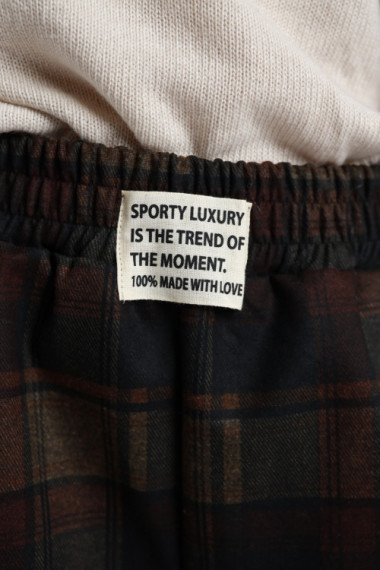 SPORTY LUXURY
IS THE TREND OF
THE MOMENT.
100% MADE WITH LOVE